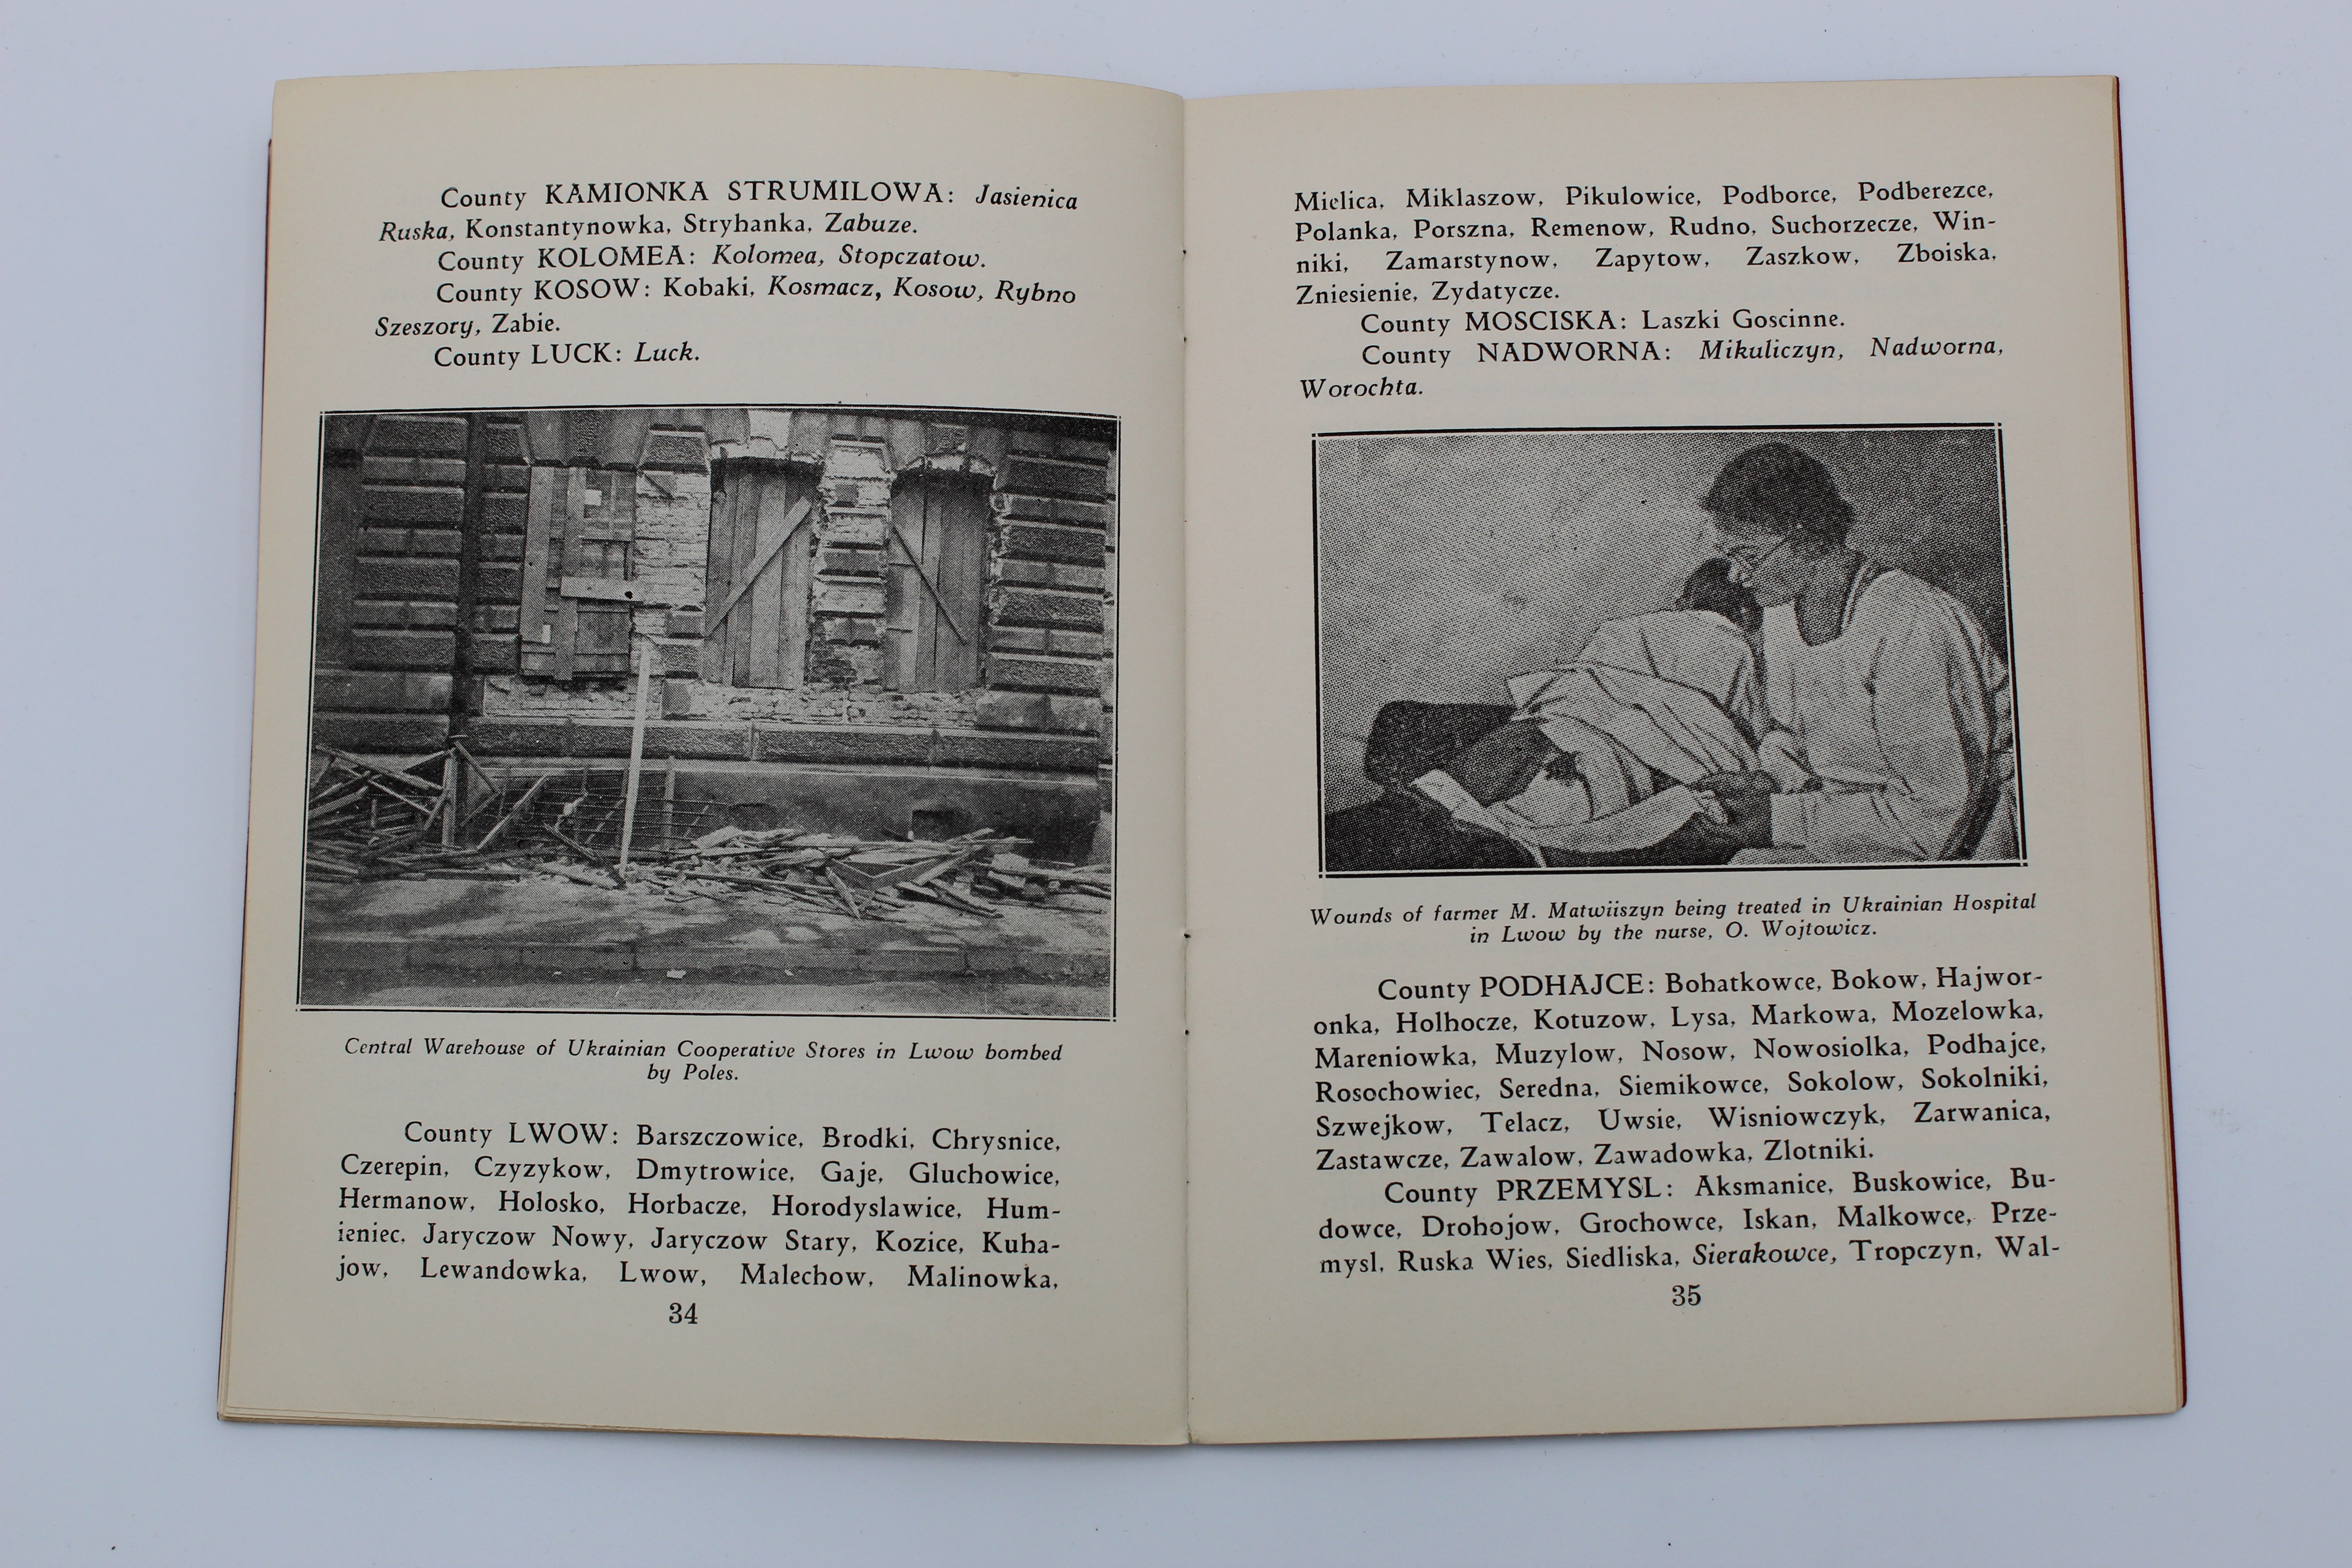 County KAMIONKA STRUMILOWA: Jasienica
Ruska, Konstantynowka, Stryhanka, Zabuze.
County KOLOMEA: Kolomea, Stopczatow.
County KOSOW: Kobaki, Kosmacz, Kosow, Rybno
Szeszory, Zabie.
County LUCK: Luck.
Central Warehouse of Ukrainian Cooperative Stores in Lwow bombed
by Poles.
County LWOW: Barszczowice, Brodki, Chrysnice,
Czerepin, Czyzykow, Dmytrowice, Gaje, Gluchowice,
Hermanow, Holosko, Horbacze, Horodyslawice, Hum-
ieniec, Jaryczow Nowy, Jaryczow Stary, Kozice, Kuha-
jow, Lewandowka, Lwow, Malechow, Malinowka,
34
Mielica, Miklaszow, Pikulowice, Podborce, Podberezce,
Polanka, Porszna, Remenow, Rudno, Suchorzecze, Win-
niki, Zamarstynow, Zapytow, Zaszkow, Zboiska,
Zniesienie, Zydatycze.
County MOSCISKA: Laszki Goscinne.
County NADWORNA: Mikuliczyn, Nadworna,
Worochta.
Wounds of farmer M. Matwiiszyn being treated in Ukrainian Hospital
in Lwow by the nurse, O. Wojtowicz.
County PODHAJCE: Bohatkowce, Bokow, Hajwor-
onka, Holhocze, Kotuzow, Lysa, Markowa, Mozelowka,
Mareniowka, Muzylow, Nosow, Nowosiolka, Podhajce,
Rosochowiec, Seredna, Siemikowce, Sokolow, Sokolniki,
Szwejkow, Telacz, Uwsie, Wisniowczyk, Zarwanica,
Zastawcze, Zawalow, Zawadowka, Zlotniki.
County PRZEMYSL: Aksmanice, Buskowice, Bu-
dowce, Drohojow, Grochowce, Iskan, Malkowce, Prze-
mysl, Ruska Wies, Siedliska, Sierakowce, Tropczyn, Wal-
35